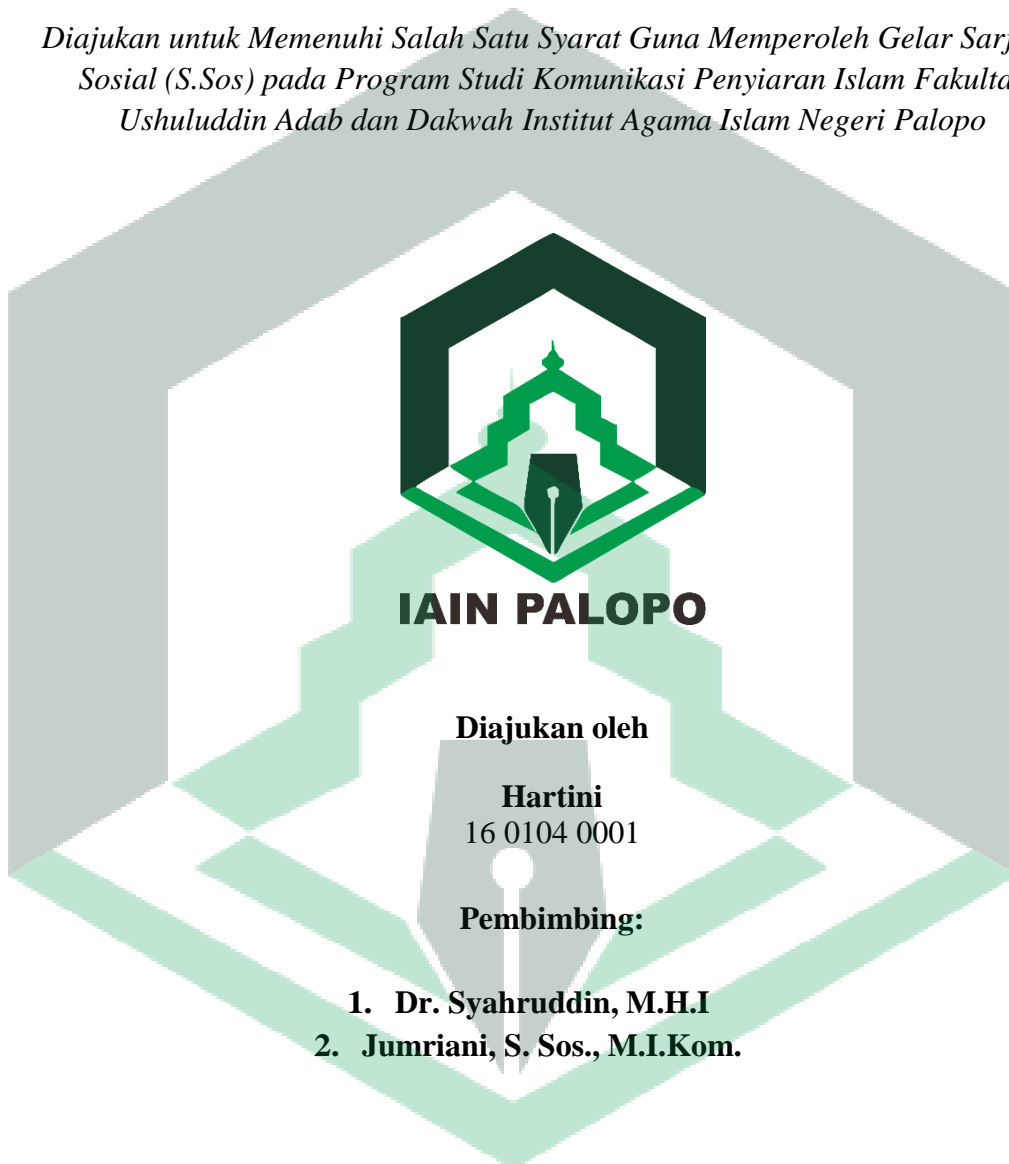 Diajukan untuk Memenuhi Salah Satu Syarat Guna Memperoleh Gelar
Sosial (S.Sos) pada Program Studi Komunikasi Penyiaran Islam
Ushuluddin Adab dan Dakwah Institut Agama Islam Negeri Palopo
IAIN PALOPO
Diajukan oleh
Hartini
16 0104 0001
Pembimbing:
1. Dr. Syahruddin, M.H.I
2. Jumriani, S. Sos., M.I.Kom.